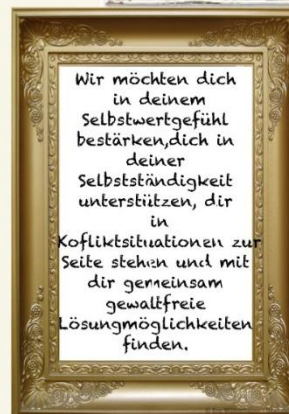 Wir möchten dich
in deinem
Selbstwertgefühl
bestärken,dich in
deiner
Selbstständigkeit
unterstützen, dir
in
Kofliktsituationen zur
Seite stehen und mit
dir gemeinsam
gewaltfreie
Lösungmöglichkeiten
finden.